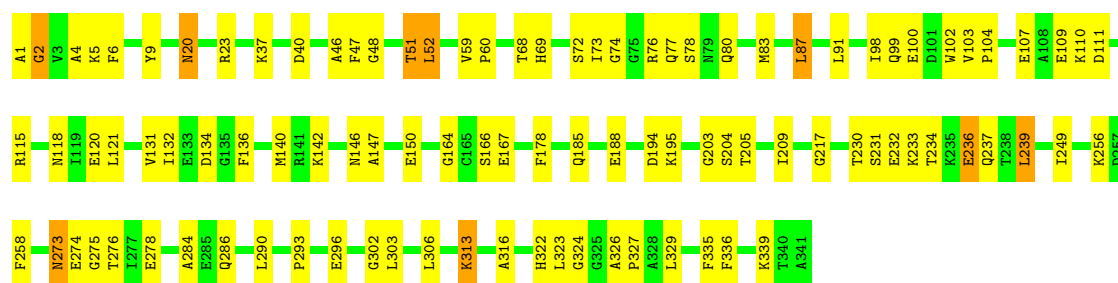 A1 G2 V3 A4 K5 F6 Y9 N20 R23 K37 D40 A46 F47 G48 T51 L52 V59 P60 T68 H69 S72 I73 G74 G75 R76 Q77 S78 N79 Q80 M83 L87 L91 I98 Q99 E100 D101 W102 V103 P104 E107 A108 E109 K110 D111
R115 N118 I119 E120 L121 V131 I132 E133 D134 G135 F136 M140 R141 K142 N146 A147 E150 G164 C165 S166 E167 F178 Q185 E188 D194 K195 G203 S204 T205 I209 G217 T230 S231 E232 K233 T234 K235 E236 Q237 T238 L239 I249 K256 D257
F258 N273 E274 G275 T276 I277 E278 A284 E285 Q286 L290 P293 E296 G302 L303 L306 K313 A316 H322 L323 G324 G325 A326 P327 A328 L329 F335 F336 K339 T340 A341